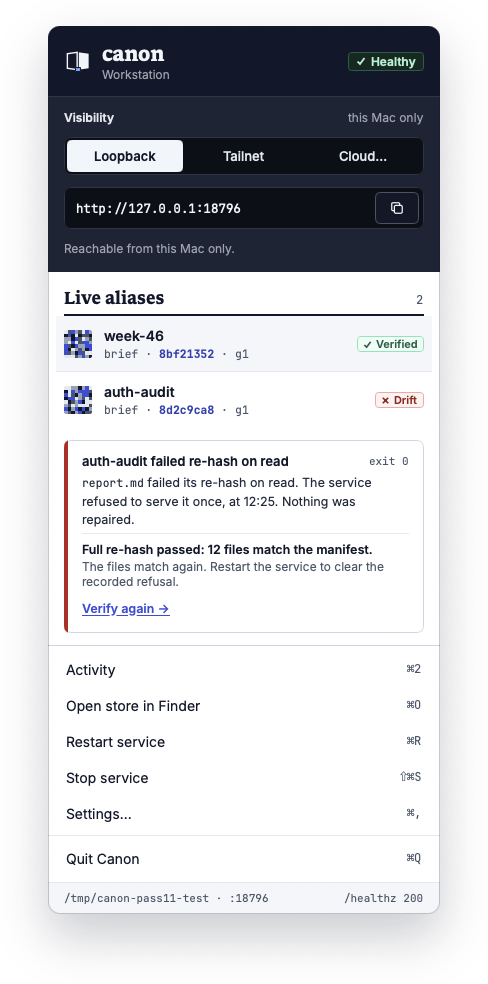 canon
Workstation
✓ Healthy
Visibility
this Mac only
Loopback
Tailnet
Cloud...
http://127.0.0.1:18796
Reachable from this Mac only.
Live aliases
2
week-46
brief · 8bf21352 · g1
✓ Verified
auth-audit
brief · 8d2c9ca8 · g1
× Drift
auth-audit failed re-hash on read
exit 0
report.md failed its re-hash on read. The service
refused to serve it once, at 12:25. Nothing was
repaired.
Full re-hash passed: 12 files match the manifest.
The files match again. Restart the service to clear the
recorded refusal.
Verify again →
Activity ⌘2
Open store in Finder ⌘O
Restart service ⌘R
Stop service ⇧⌘S
Settings... ⌘,
Quit Canon ⌘Q
/tmp/canon-pass11-test · :18796
/healthz 200